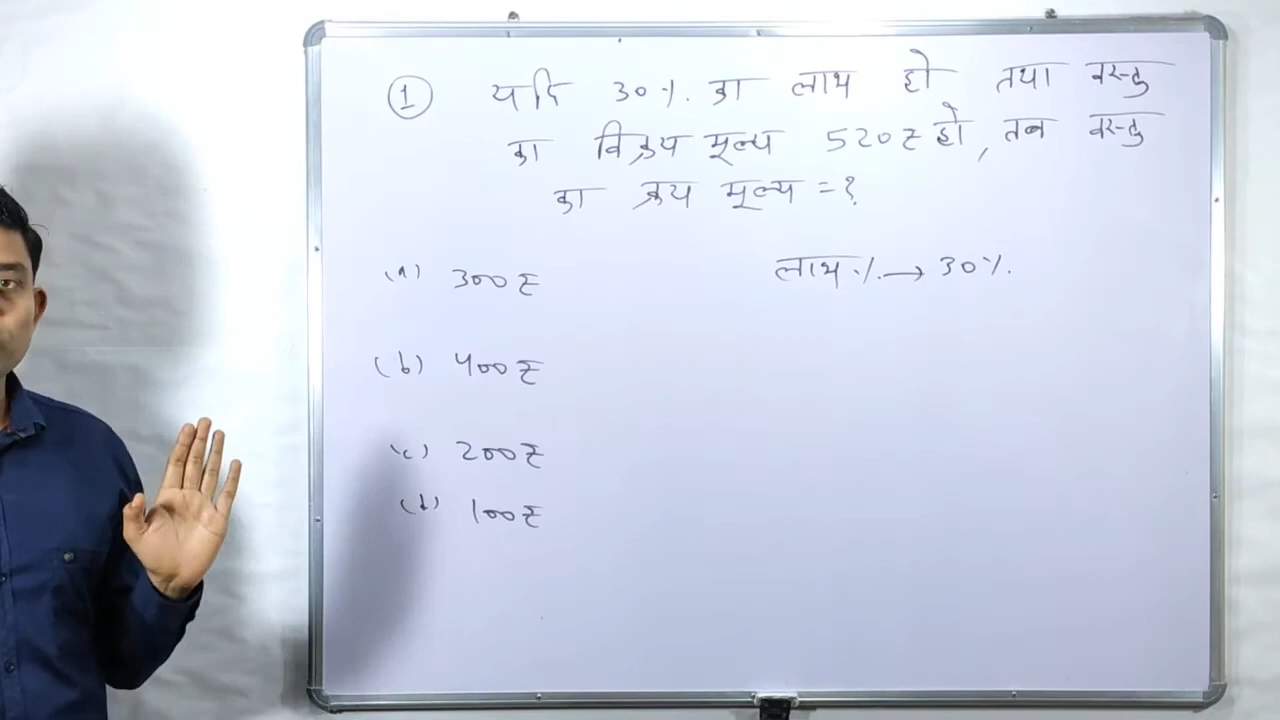 ① यदि 30%. का लाभ हो तथा वस्तु
का विक्रय मूल्य 520₹ हो, तब वस्तु
का क्रय मूल्य = ?
लाभ % → 30%.
(a) 300₹
(b) 400₹
(c) 200₹
(d) 100₹